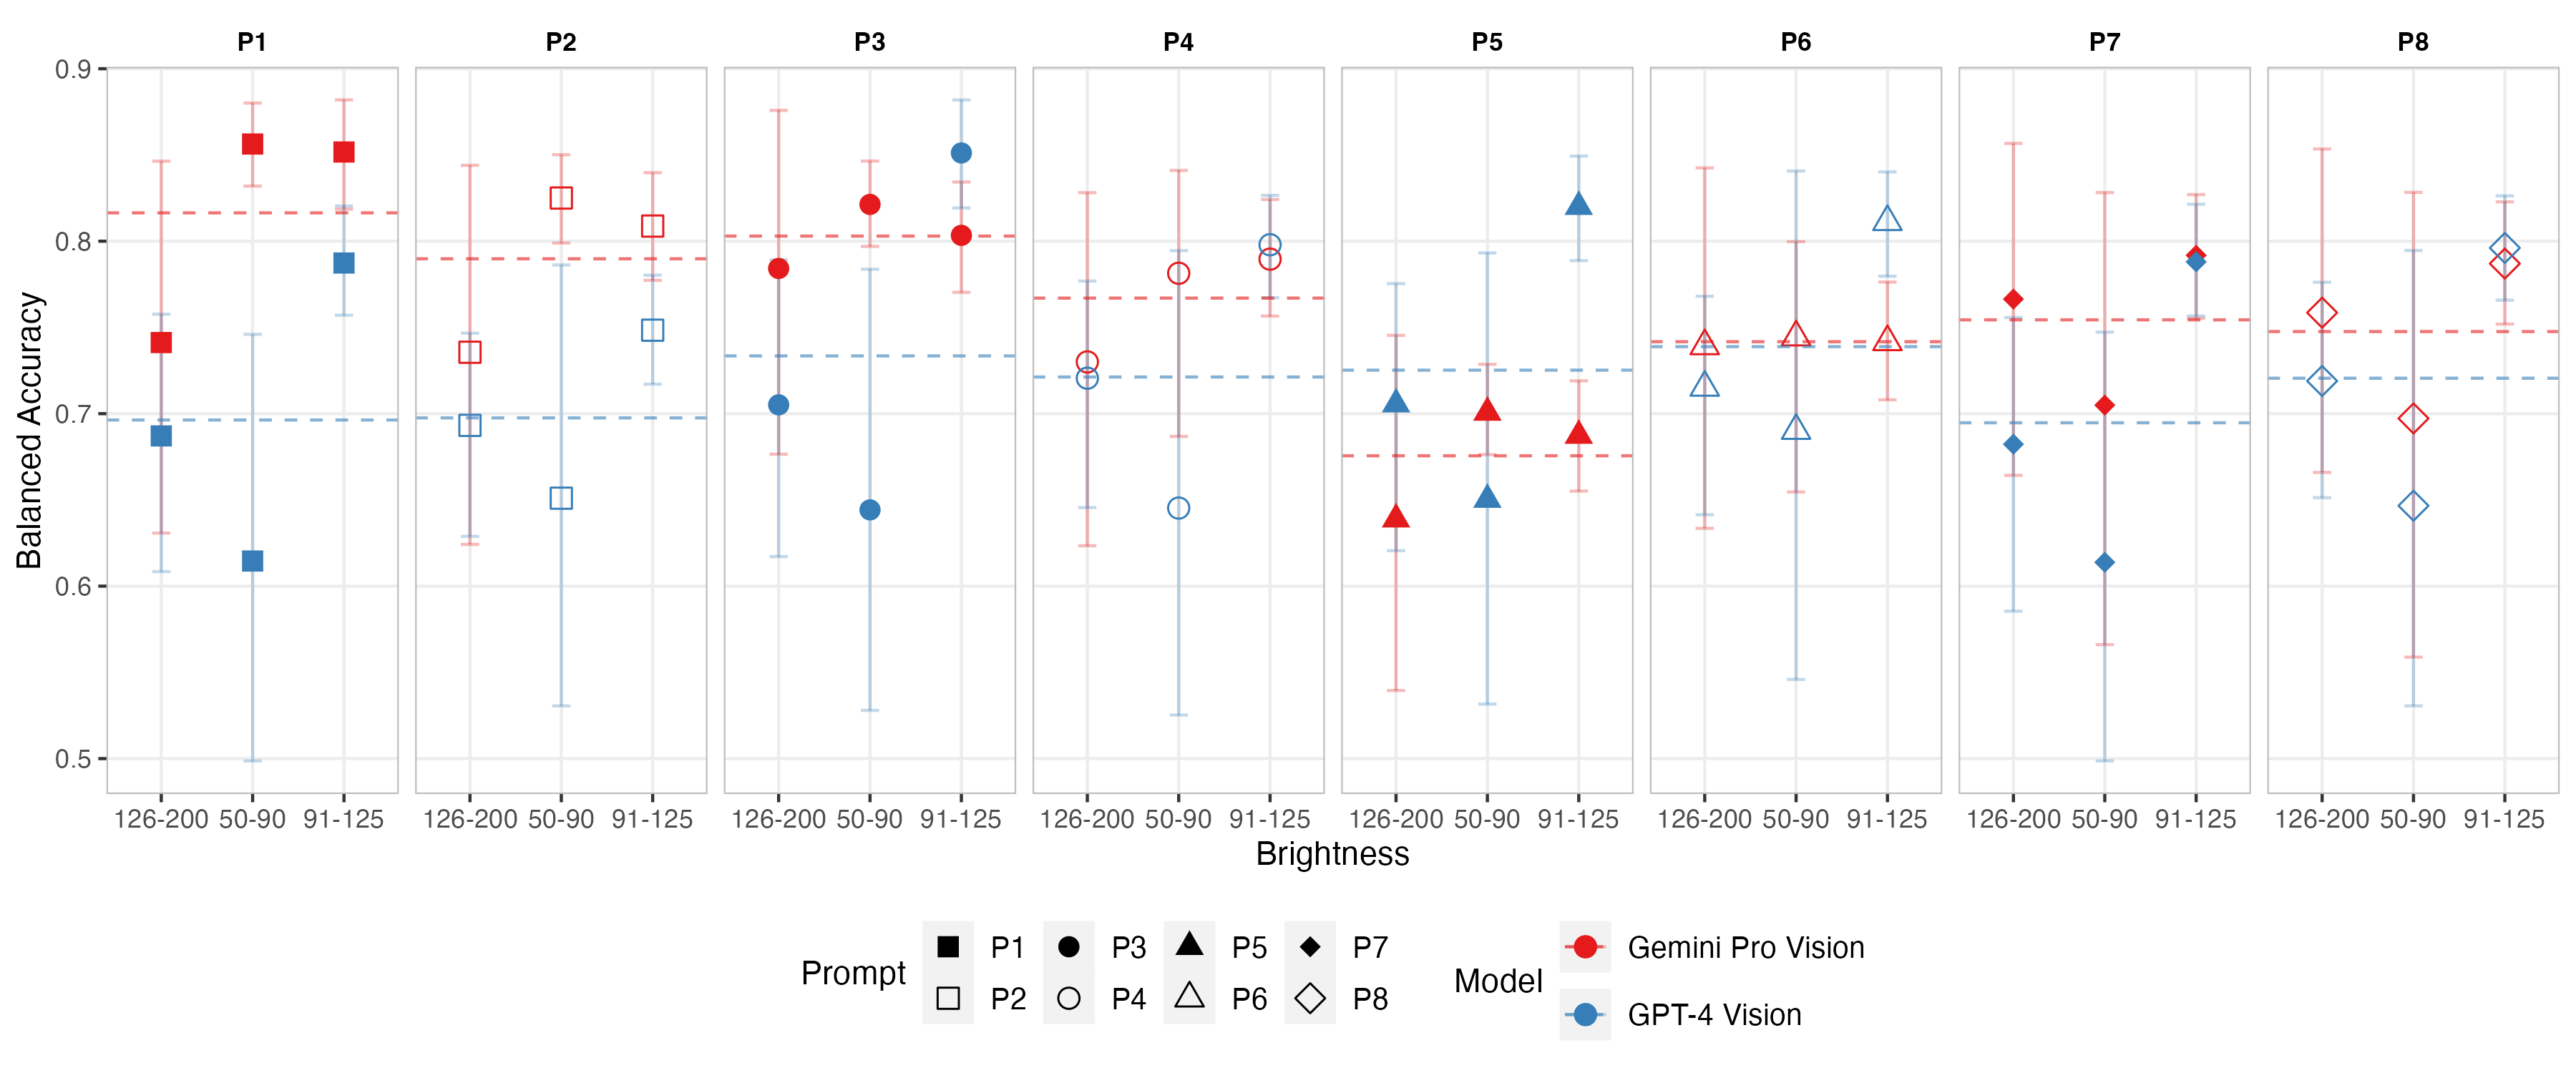 P1 P2 P3 P4 P5 P6 P7 P8
0.9
0.8
0.7
0.6
0.5
Balanced Accuracy
126-200 50-90 91-125 126-200 50-90 91-125 126-200 50-90 91-125 126-200 50-90 91-125 126-200 50-90 91-125 126-200 50-90 91-125 126-200 50-90 91-125 126-200 50-90 91-125
Brightness
Prompt
P1 P3 P5 P7
P2 P4 P6 P8
Model
Gemini Pro Vision
GPT-4 Vision